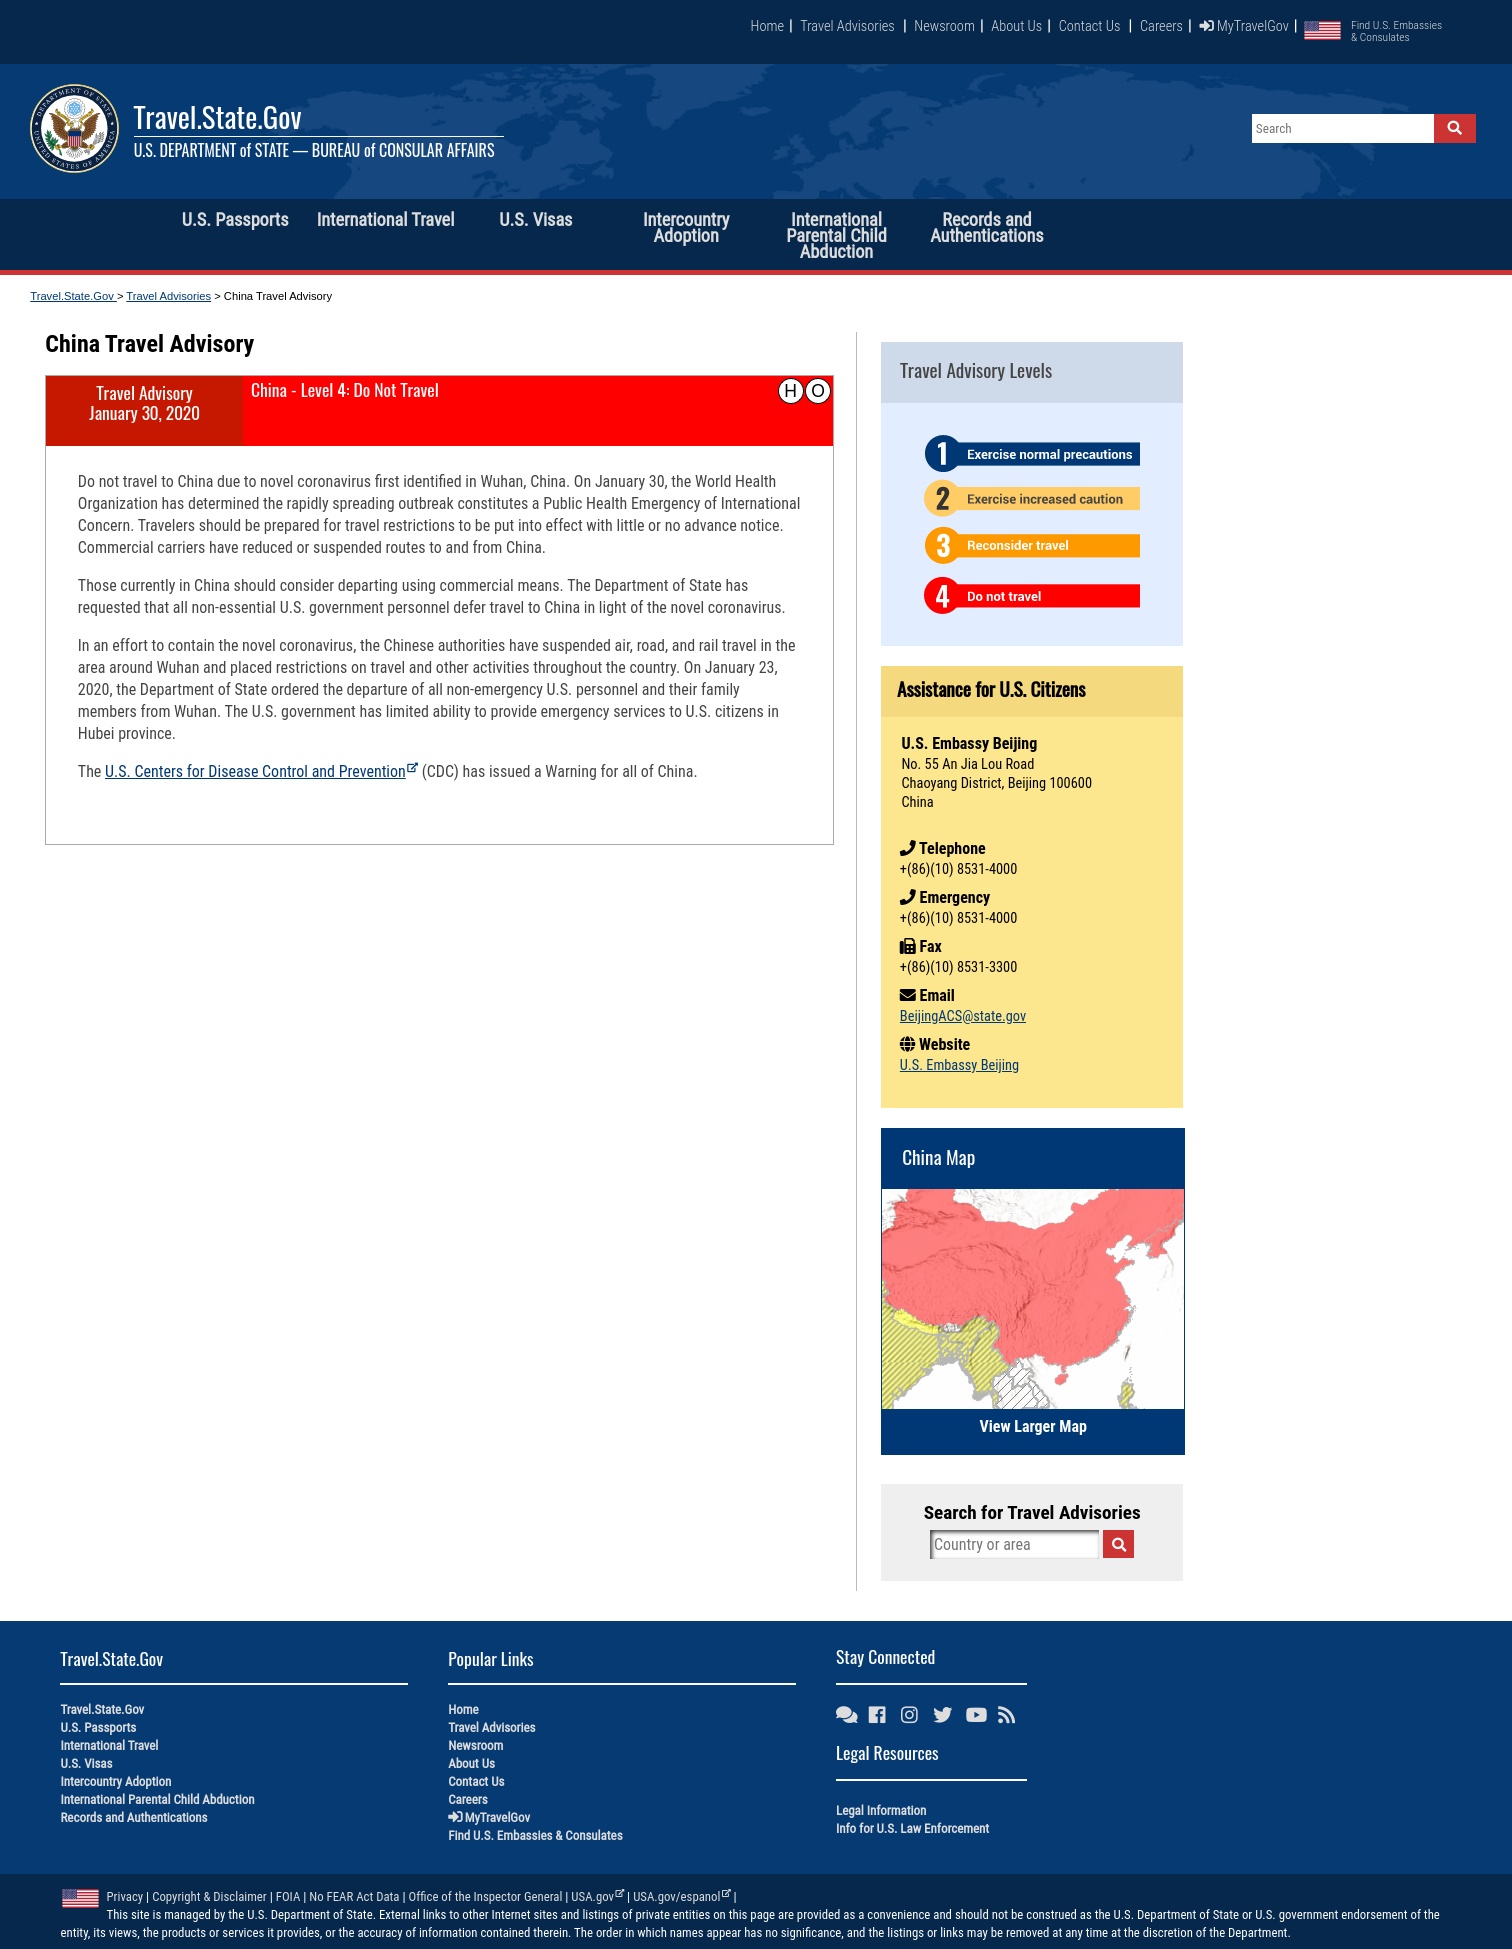 Home | Travel Advisories | Newsroom | About Us | Contact Us | Careers | MyTravelGov | Find U.S. Embassies
& Consulates
Travel.State.Gov
U.S. DEPARTMENT of STATE — BUREAU of CONSULAR AFFAIRS
DEPARTMENT OF STATE
UNITED STATES OF AMERICA
Search
U.S. Passports
International Travel
U.S. Visas
Intercountry
Adoption
International
Parental Child
Abduction
Records and
Authentications
Travel.State.Gov > Travel Advisories > China Travel Advisory
China Travel Advisory
Travel Advisory
January 30, 2020
China - Level 4: Do Not Travel
H O
Do not travel to China due to novel coronavirus first identified in Wuhan, China. On January 30, the World Health
Organization has determined the rapidly spreading outbreak constitutes a Public Health Emergency of International
Concern. Travelers should be prepared for travel restrictions to be put into effect with little or no advance notice.
Commercial carriers have reduced or suspended routes to and from China.
Those currently in China should consider departing using commercial means. The Department of State has
requested that all non-essential U.S. government personnel defer travel to China in light of the novel coronavirus.
In an effort to contain the novel coronavirus, the Chinese authorities have suspended air, road, and rail travel in the
area around Wuhan and placed restrictions on travel and other activities throughout the country. On January 23,
2020, the Department of State ordered the departure of all non-emergency U.S. personnel and their family
members from Wuhan. The U.S. government has limited ability to provide emergency services to U.S. citizens in
Hubei province.
The U.S. Centers for Disease Control and Prevention (CDC) has issued a Warning for all of China.
Travel Advisory Levels
1 Exercise normal precautions
2 Exercise increased caution
3 Reconsider travel
4 Do not travel
Assistance for U.S. Citizens
U.S. Embassy Beijing
No. 55 An Jia Lou Road
Chaoyang District, Beijing 100600
China
Telephone
+(86)(10) 8531-4000
Emergency
+(86)(10) 8531-4000
Fax
+(86)(10) 8531-3300
Email
BeijingACS@state.gov
Website
U.S. Embassy Beijing
China Map
View Larger Map
Search for Travel Advisories
Country or area
Travel.State.Gov
Travel.State.Gov
U.S. Passports
International Travel
U.S. Visas
Intercountry Adoption
International Parental Child Abduction
Records and Authentications
Popular Links
Home
Travel Advisories
Newsroom
About Us
Contact Us
Careers
MyTravelGov
Find U.S. Embassies & Consulates
Stay Connected
Legal Resources
Legal Information
Info for U.S. Law Enforcement
Privacy | Copyright & Disclaimer | FOIA | No FEAR Act Data | Office of the Inspector General | USA.gov | USA.gov/espanol |
This site is managed by the U.S. Department of State. External links to other Internet sites and listings of private entities on this page are provided as a convenience and should not be construed as the U.S. Department of State or U.S. government endorsement of the
entity, its views, the products or services it provides, or the accuracy of information contained therein. The order in which names appear has no significance, and the listings or links may be removed at any time at the discretion of the Department.